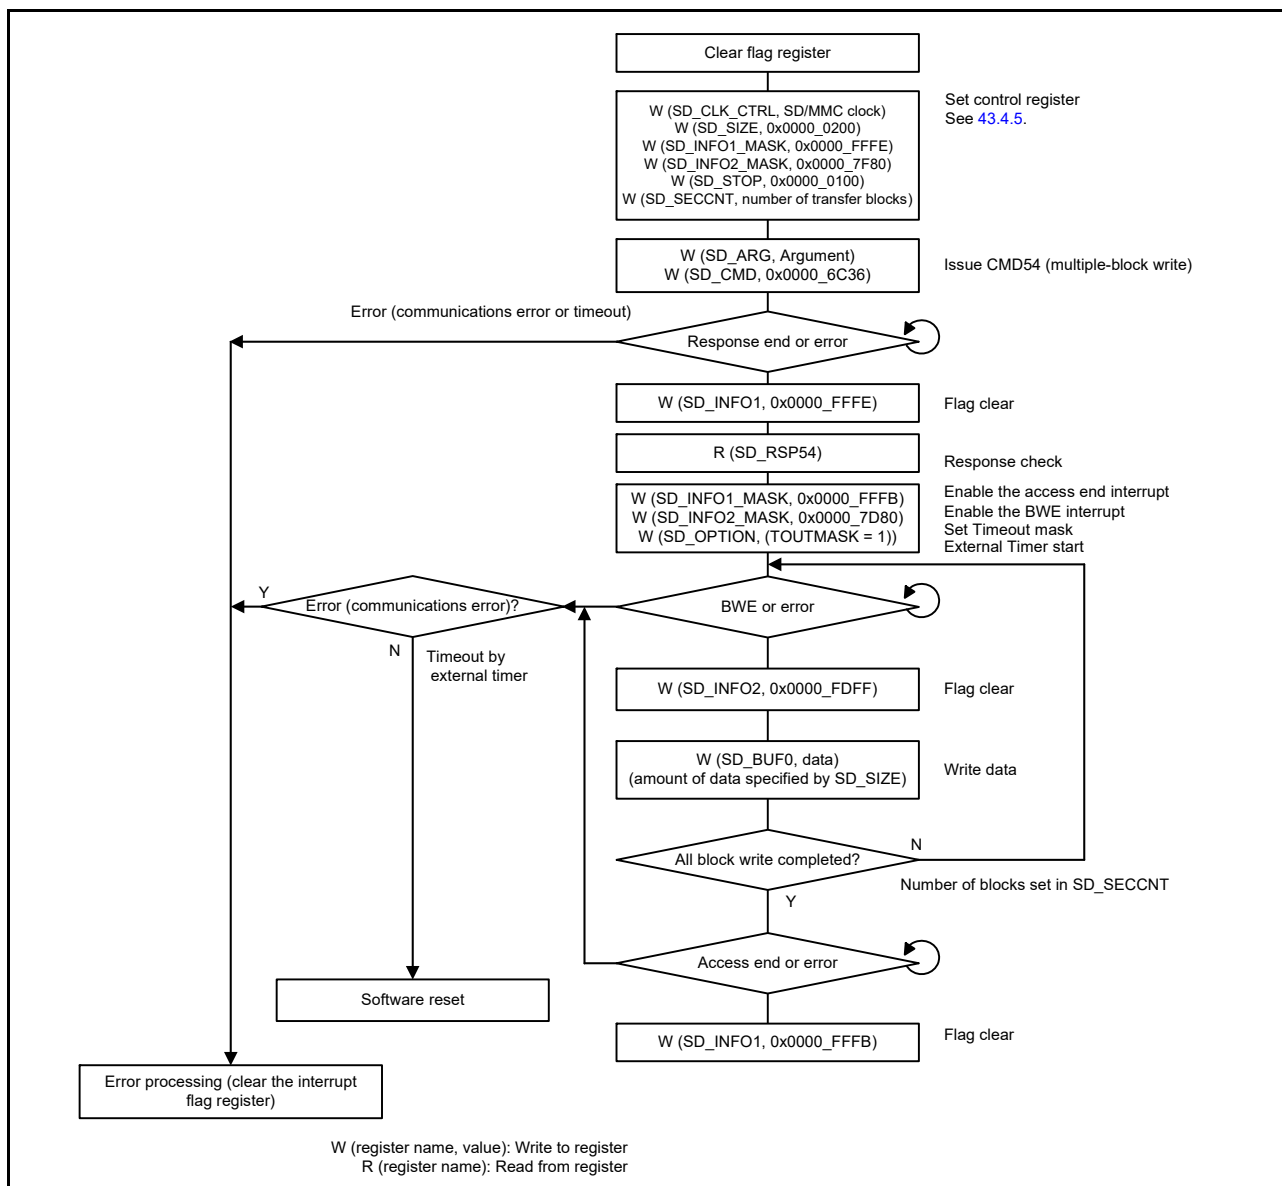 Clear flag register
W (SD_CLK_CTRL, SD/MMC clock)
W (SD_SIZE, 0x0000_0200)
W (SD_INFO1_MASK, 0x0000_FFFE)
W (SD_INFO2_MASK, 0x0000_7F80)
W (SD_STOP, 0x0000_0100)
W (SD_SECCNT, number of transfer blocks)
Set control register
See 43.4.5.
W (SD_ARG, Argument)
W (SD_CMD, 0x0000_6C36)
Issue CMD54 (multiple-block write)
Error (communications error or timeout)
Response end or error
W (SD_INFO1, 0x0000_FFFE)
Flag clear
R (SD_RSP54)
Response check
W (SD_INFO1_MASK, 0x0000_FFFB)
W (SD_INFO2_MASK, 0x0000_7D80)
W (SD_OPTION, (TOUTMASK = 1))
Enable the access end interrupt
Enable the BWE interrupt
Set Timeout mask
External Timer start
Y
Error (communications error)?
BWE or error
N
Timeout by
external timer
W (SD_INFO2, 0x0000_FDFF)
Flag clear
W (SD_BUF0, data)
(amount of data specified by SD_SIZE)
Write data
All block write completed?
N
Number of blocks set in SD_SECCNT
Y
Access end or error
Software reset
W (SD_INFO1, 0x0000_FFFB)
Flag clear
Error processing (clear the interrupt
flag register)
W (register name, value): Write to register
R (register name): Read from register